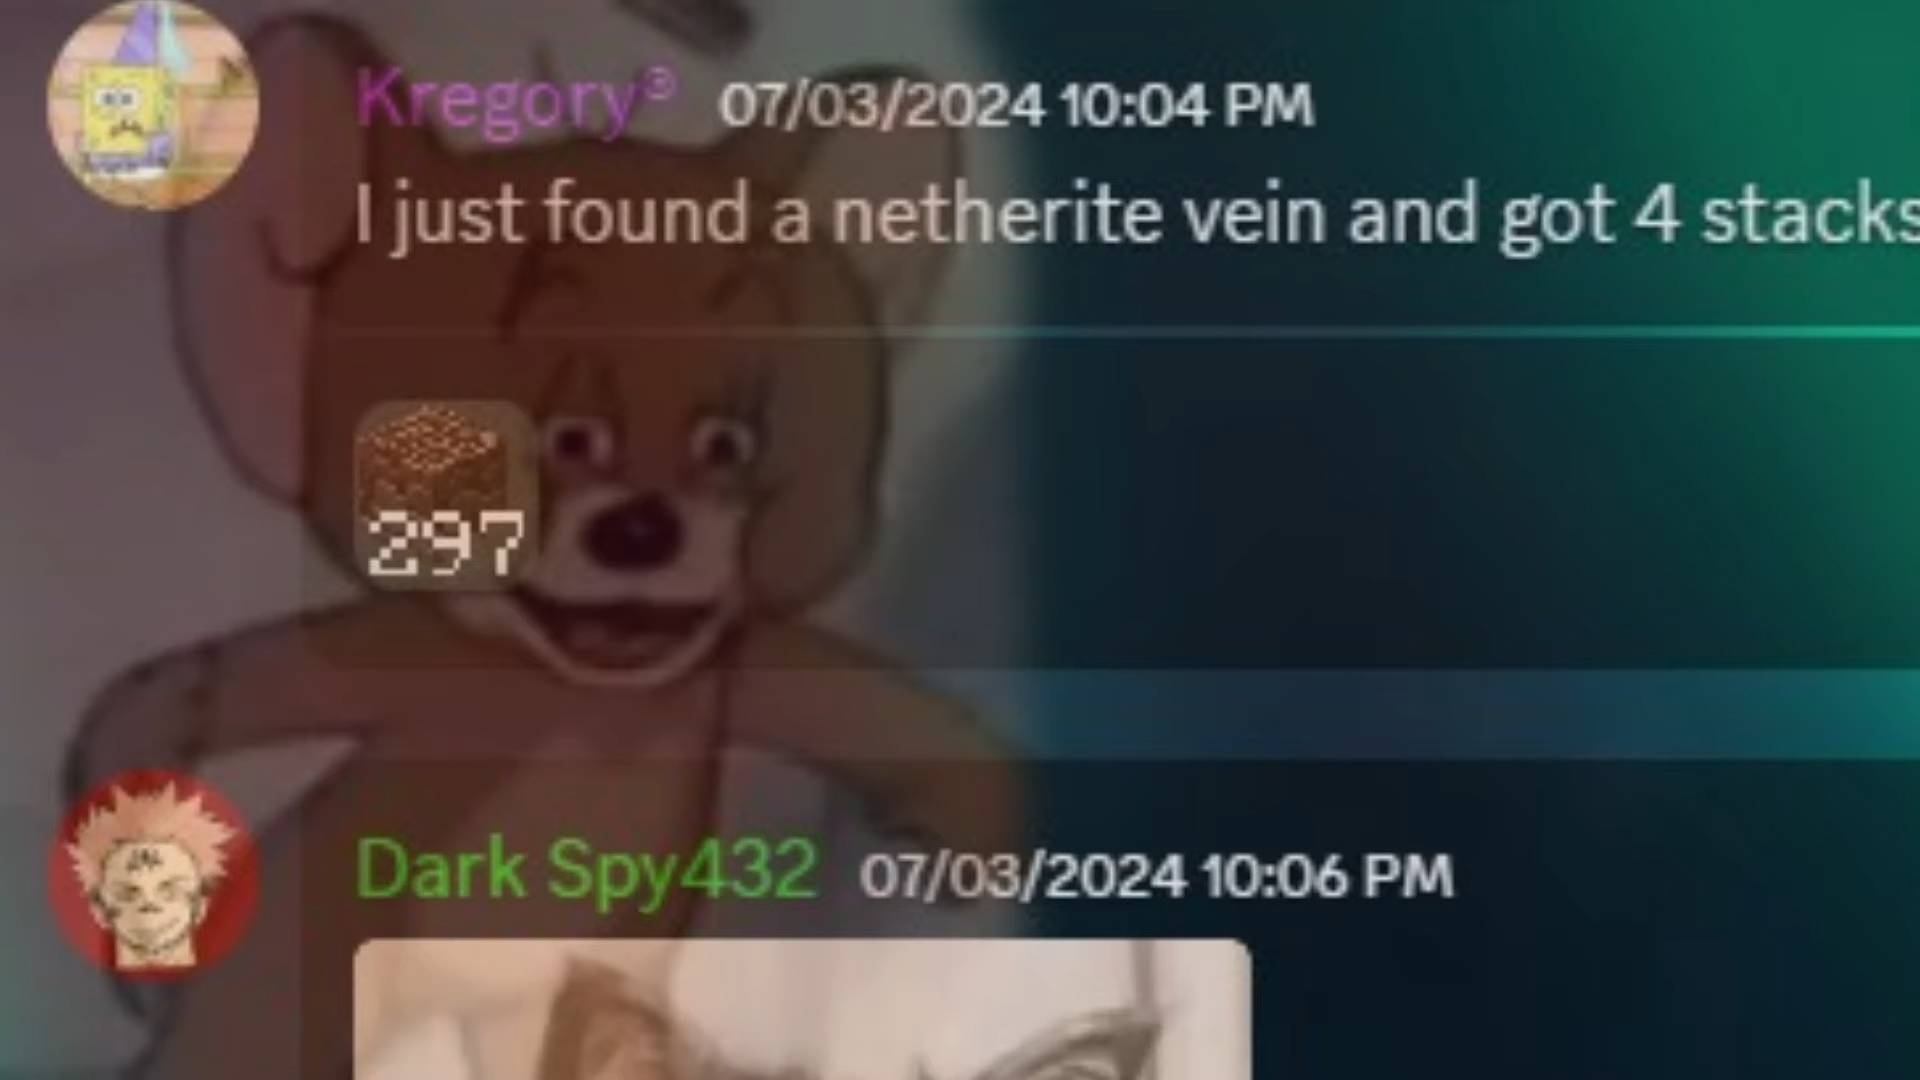 Kregory® 07/03/2024 10:04 PM
I just found a netherite vein and got 4 stacks
297
Dark Spy432 07/03/2024 10:06 PM